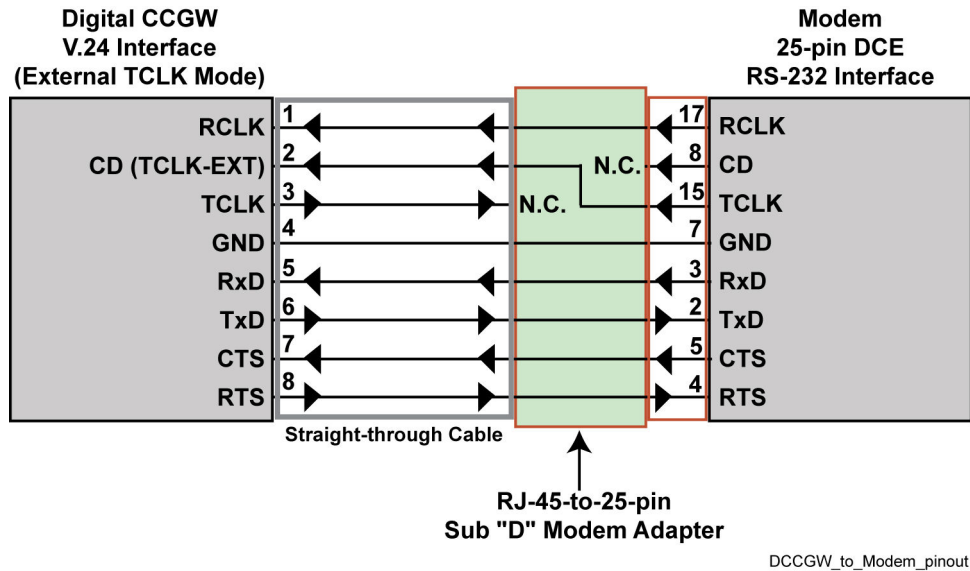 Digital CCGW
V.24 Interface
(External TCLK Mode)
Modem
25-pin DCE
RS-232 Interface
RCLK 1 17 RCLK
CD (TCLK-EXT) 2 N.C. 8 CD
TCLK 3 N.C. 15 TCLK
GND 4 7 GND
RxD 5 3 RxD
TxD 6 2 TxD
CTS 7 5 CTS
RTS 8 4 RTS
Straight-through Cable
RJ-45-to-25-pin
Sub "D" Modem Adapter
DCCGW_to_Modem_pinout